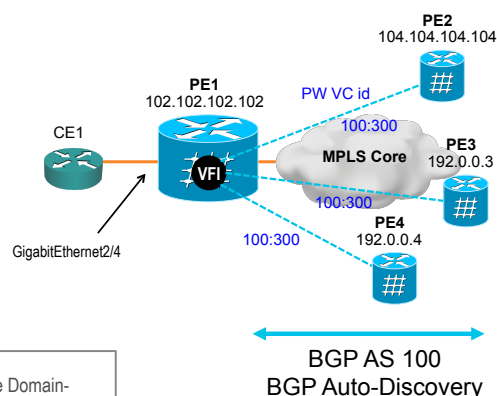 PE2
104.104.104.104
PE1
102.102.102.102
PW VC id
CE1
100:300
MPLS Core
PE3
192.0.0.3
VFI
100:300
PE4
192.0.0.4
100:300
GigabitEthernet2/4
BGP AS 100
BGP Auto-Discovery
e Domain-